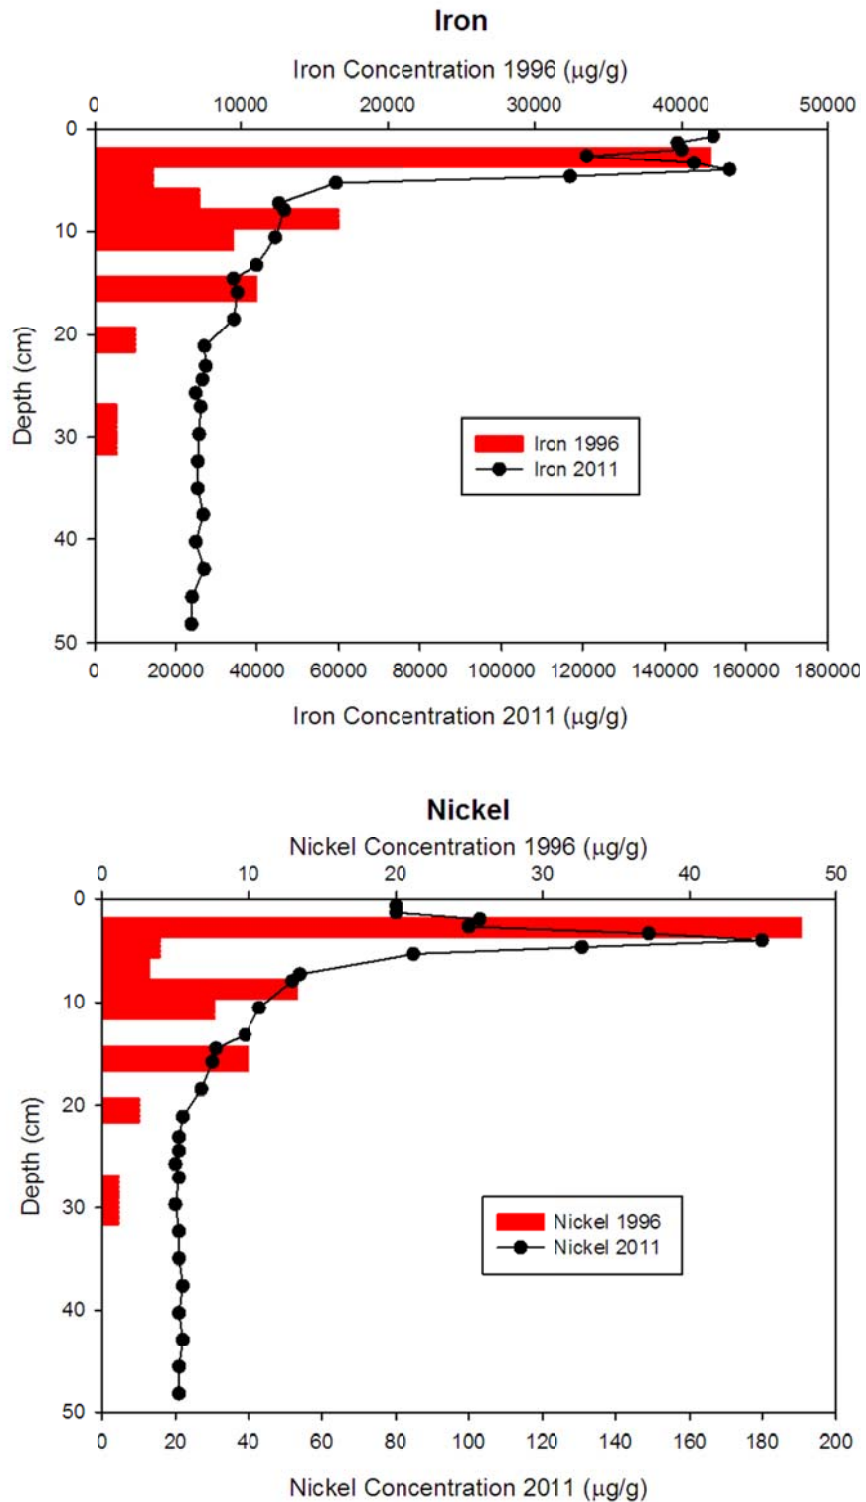 Iron
Iron Concentration 1996 (μg/g)
0 10000 20000 30000 40000 50000
0
10
20
30
40
50
Depth (cm)
Iron 1996
Iron 2011
0 20000 40000 60000 80000 100000 120000 140000 160000 180000
Iron Concentration 2011 (μg/g)
Nickel
Nickel Concentration 1996 (μg/g)
0 10 20 30 40 50
0
10
20
30
40
50
Depth (cm)
Nickel 1996
Nickel 2011
0 20 40 60 80 100 120 140 160 180 200
Nickel Concentration 2011 (μg/g)